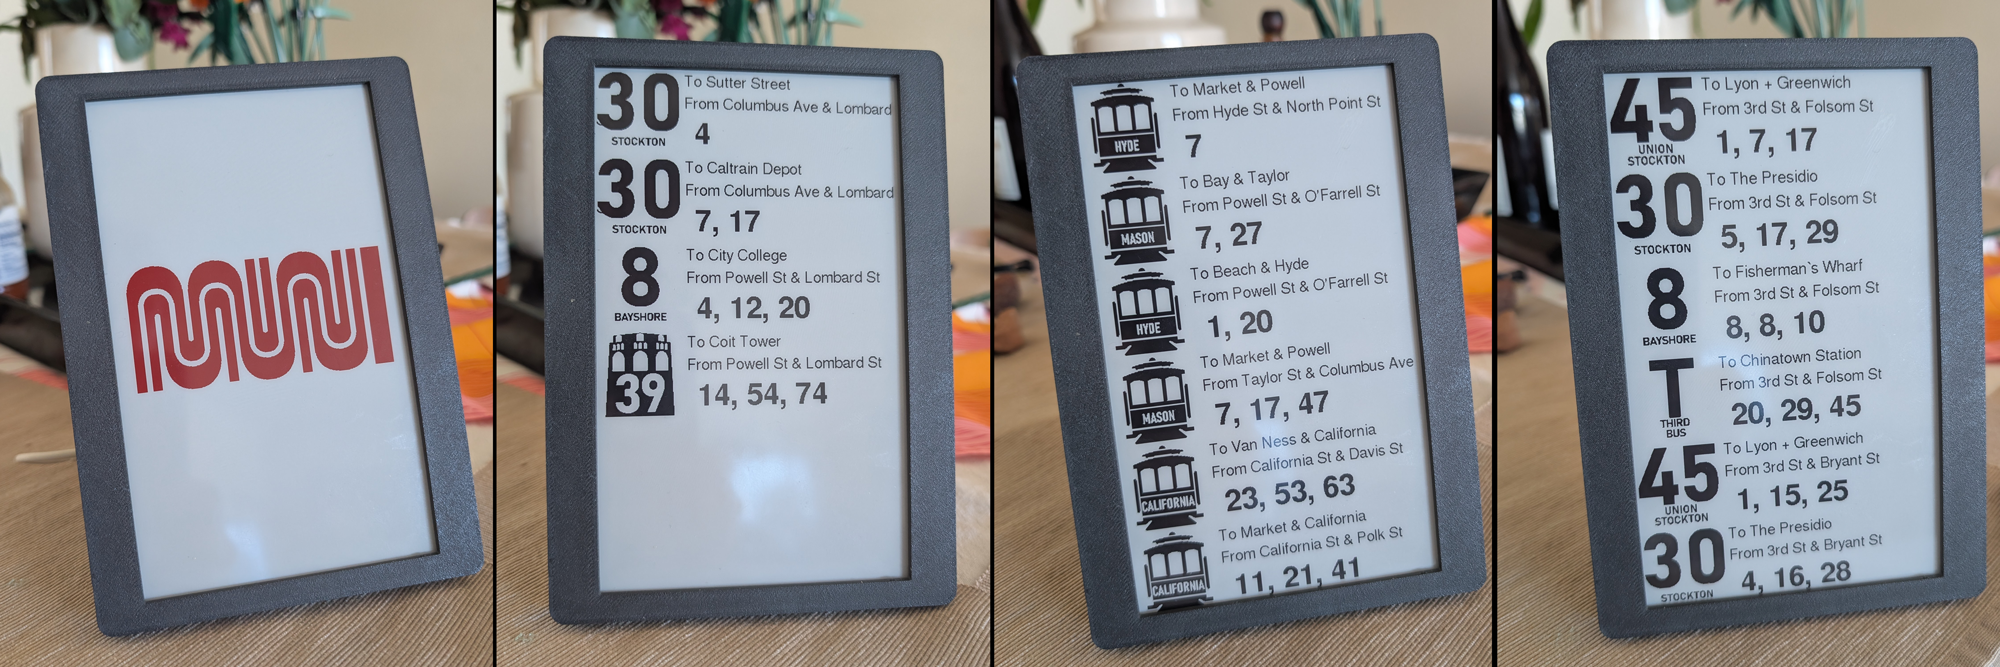 MUNI
30
STOCKTON
To Sutter Street
From Columbus Ave & Lombard
4
30
STOCKTON
To Caltrain Depot
From Columbus Ave & Lombard
7, 17
8
BAYSHORE
To City College
From Powell St & Lombard St
4, 12, 20
39
To Coit Tower
From Powell St & Lombard St
14, 54, 74
HYDE
To Market & Powell
From Hyde St & North Point St
7
MASON
To Bay & Taylor
From Powell St & O'Farrell St
7, 27
HYDE
To Beach & Hyde
From Powell St & O'Farrell St
1, 20
MASON
To Market & Powell
From Taylor St & Columbus Ave
7, 17, 47
CALIFORNIA
To Van Ness & California
From California St & Davis St
23, 53, 63
CALIFORNIA
To Market & California
From California St & Polk St
11, 21, 41
45
UNION
STOCKTON
To Lyon + Greenwich
From 3rd St & Folsom St
1, 7, 17
30
STOCKTON
To The Presidio
From 3rd St & Folsom St
5, 17, 29
8
BAYSHORE
To Fisherman`s Wharf
From 3rd St & Folsom St
8, 8, 10
T
THIRD
BUS
To Chinatown Station
From 3rd St & Folsom St
20, 29, 45
45
UNION
STOCKTON
To Lyon + Greenwich
From 3rd St & Bryant St
1, 15, 25
30
STOCKTON
To The Presidio
From 3rd St & Bryant St
4, 16, 28